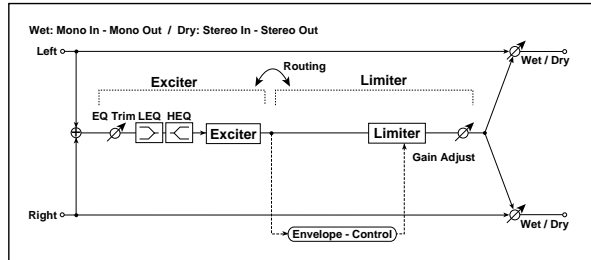 Wet: Mono In - Mono Out / Dry: Stereo In - Stereo Out
Left
Wet / Dry
Routing
Exciter
Limiter
EQ Trim
LEQ
HEQ
Exciter
Limiter
Gain Adjust
Right
Wet / Dry
Envelope - Control